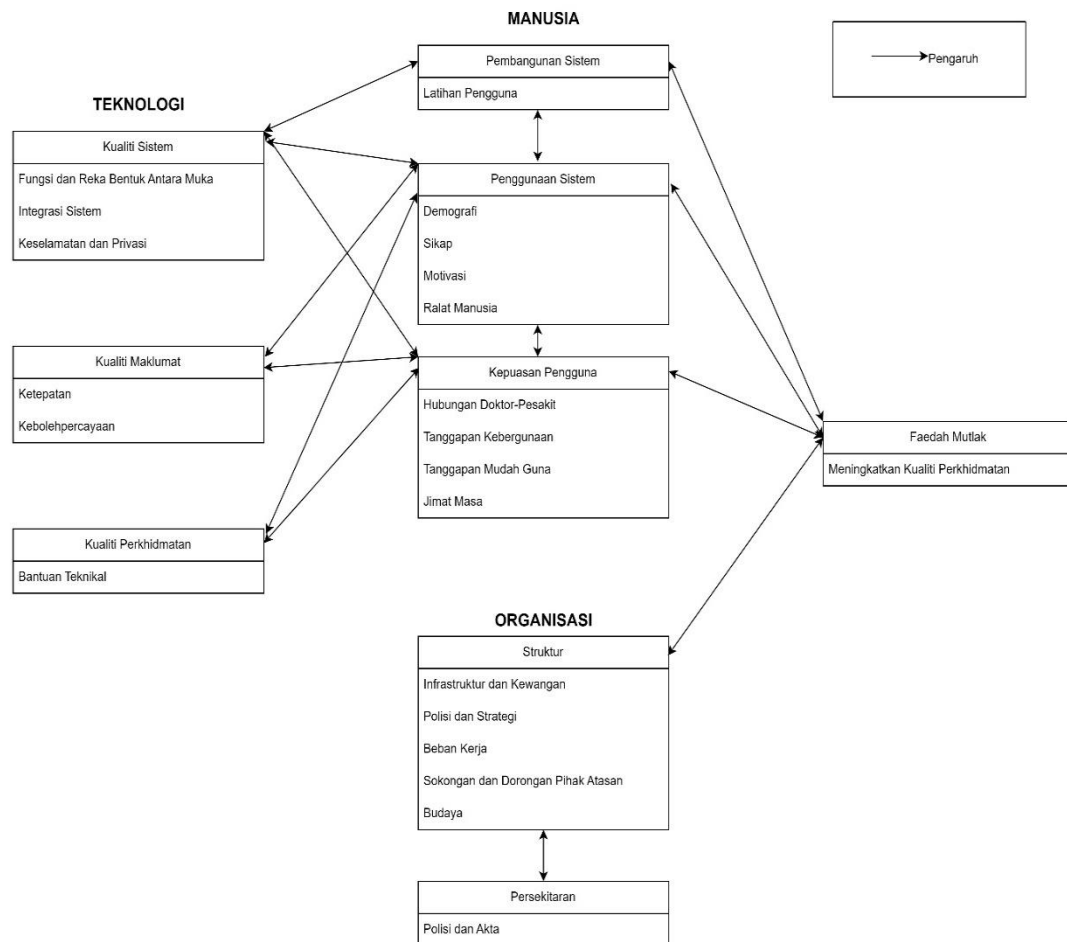 MANUSIA
Pengaruh
Pembangunan Sistem
Latihan Pengguna
TEKNOLOGI
Kualiti Sistem
Fungsi dan Reka Bentuk Antara Muka
Integrasi Sistem
Keselamatan dan Privasi
Penggunaan Sistem
Demografi
Sikap
Motivasi
Ralat Manusia
Kualiti Maklumat
Ketepatan
Kebolehpercayaan
Kepuasan Pengguna
Hubungan Doktor-Pesakit
Tanggapan Kebergunaan
Tanggapan Mudah Guna
Jimat Masa
Faedah Mutlak
Meningkatkan Kualiti Perkhidmatan
Kualiti Perkhidmatan
Bantuan Teknikal
ORGANISASI
Struktur
Infrastruktur dan Kewangan
Polisi dan Strategi
Beban Kerja
Sokongan dan Dorongan Pihak Atasan
Budaya
Persekitaran
Polisi dan Akta